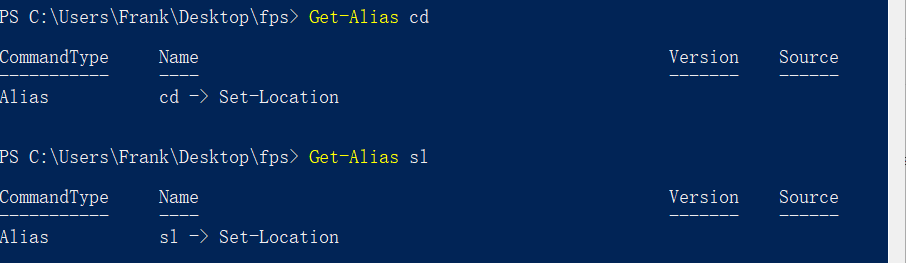 PS C:\Users\Frank\Desktop\fps> Get-Alias cd
CommandType     Name                                               Version    Source
-----------     ----                                               -------    ------
Alias           cd -> Set-Location
PS C:\Users\Frank\Desktop\fps> Get-Alias sl
CommandType     Name                                               Version    Source
-----------     ----                                               -------    ------
Alias           sl -> Set-Location